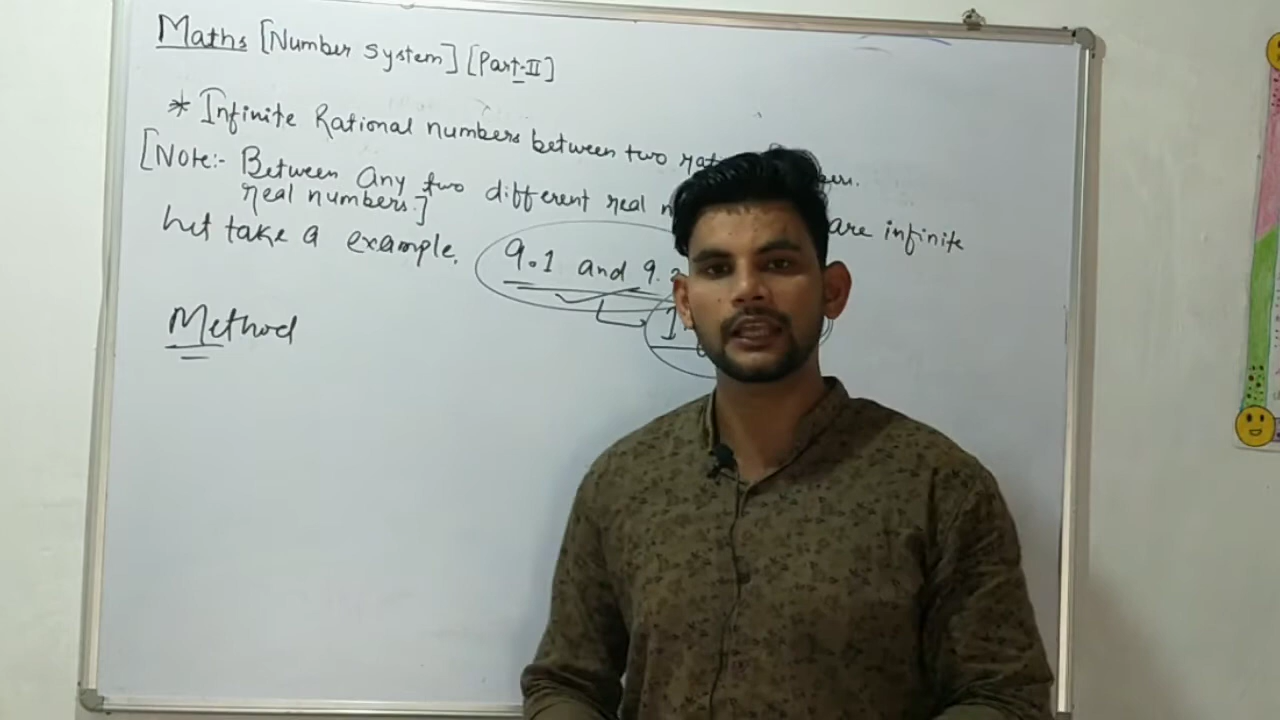 Maths [Number System] [Part-II]
* Infinite Rational numbers between two
[Note:- Between any two different real are infinite
real numbers.]
Let take a example. 9.1 and 9.
1
Method